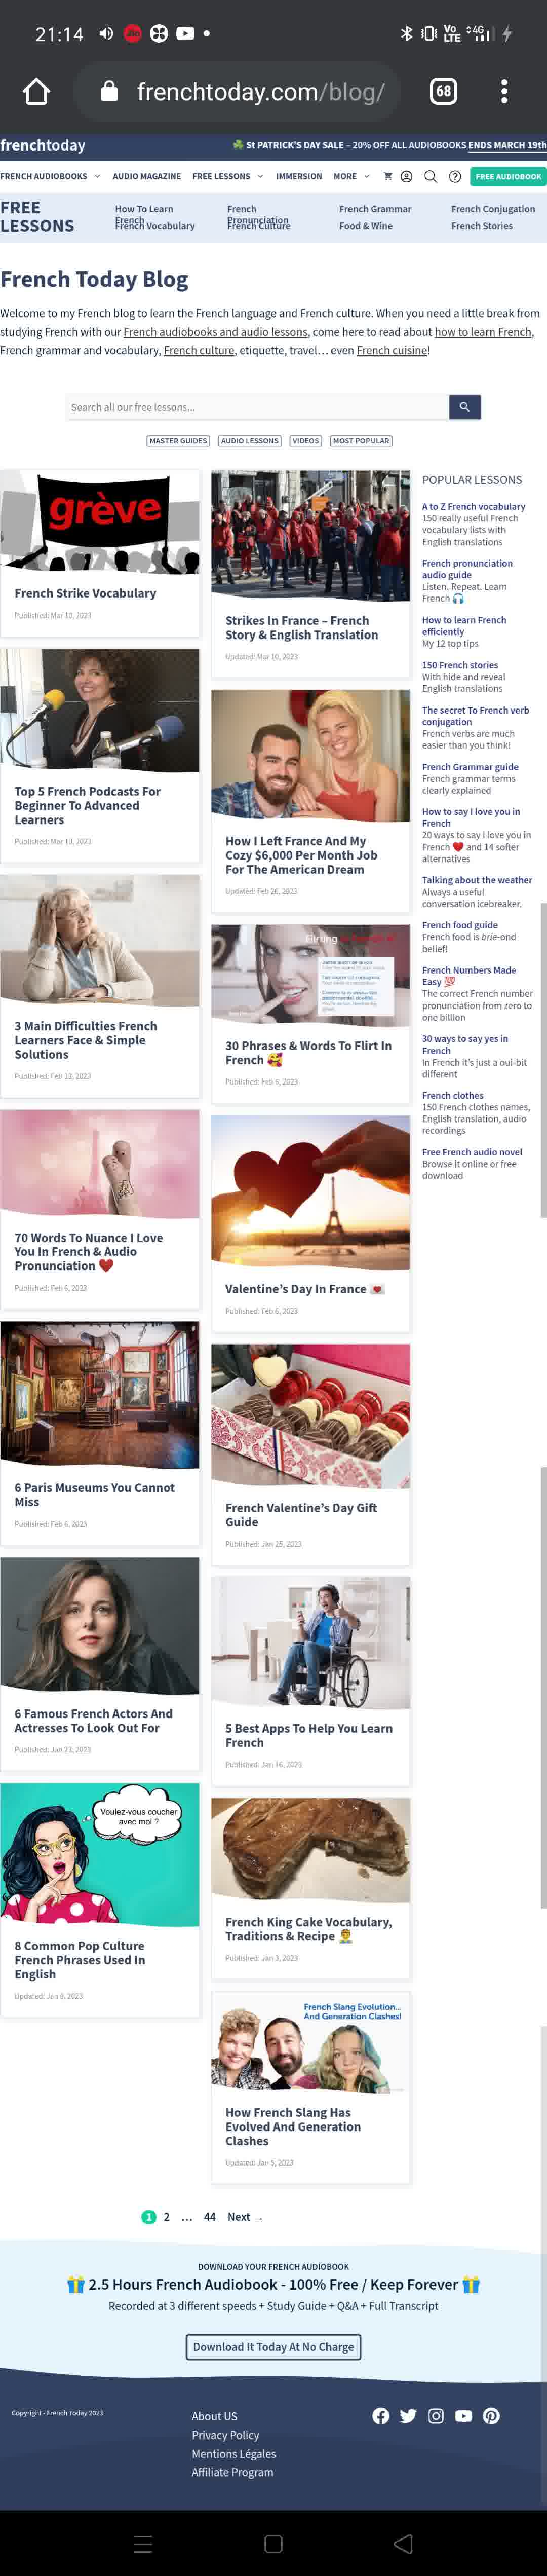 21:14
Vo LTE 4G
frenchtoday.com/blog/
68
frenchtoday
☘️ St PATRICK'S DAY SALE – 20% OFF ALL AUDIOBOOKS ENDS MARCH 19th
FRENCH AUDIOBOOKS AUDIO MAGAZINE FREE LESSONS IMMERSION MORE FREE AUDIOBOOK
FREE LESSONS
How To Learn French
French Pronunciation
French Grammar
French Conjugation
French Vocabulary
French Culture
Food & Wine
French Stories
French Today Blog
Welcome to my French blog to learn the French language and French culture. When you need a little break from
studying French with our French audiobooks and audio lessons, come here to read about how to learn French,
French grammar and vocabulary, French culture, etiquette, travel… even French cuisine!
Search all our free lessons...
MASTER GUIDES AUDIO LESSONS VIDEOS MOST POPULAR
grève
French Strike Vocabulary
Published: Mar 10, 2023
Top 5 French Podcasts For
Beginner To Advanced
Learners
Published: Mar 10, 2023
3 Main Difficulties French
Learners Face & Simple
Solutions
Published: Feb 13, 2023
70 Words To Nuance I Love
You In French & Audio
Pronunciation ❤️
Published: Feb 6, 2023
6 Paris Museums You Cannot
Miss
Published: Feb 6, 2023
6 Famous French Actors And
Actresses To Look Out For
Published: Jan 23, 2023
Voulez-vous coucher
avec moi ?
8 Common Pop Culture
French Phrases Used In
English
Updated: Jan 9, 2023
Strikes In France – French
Story & English Translation
Updated: Mar 10, 2023
How I Left France And My
Cozy $6,000 Per Month Job
For The American Dream
Updated: Feb 26, 2023
30 Phrases & Words To Flirt In
French 🥰
Published: Feb 6, 2023
Valentine's Day In France 💌
Published: Feb 6, 2023
French Valentine's Day Gift
Guide
Published: Jan 25, 2023
5 Best Apps To Help You Learn
French
Published: Jan 16, 2023
French King Cake Vocabulary,
Traditions & Recipe 🤴
Published: Jan 3, 2023
French Slang Evolution...
And Generation Clashes!
How French Slang Has
Evolved And Generation
Clashes
Updated: Jan 5, 2023
POPULAR LESSONS
A to Z French vocabulary
150 really useful French
vocabulary lists with
English translations
French pronunciation
audio guide
Listen. Repeat. Learn
French 🎧
How to learn French
efficiently
My 12 top tips
150 French stories
With hide and reveal
English translations
The secret To French verb
conjugation
French verbs are much
easier than you think!
French Grammar guide
French grammar terms
clearly explained
How to say I love you in
French
20 ways to say I love you in
French ❤️ and 14 softer
alternatives
Talking about the weather
Always a useful
conversation icebreaker.
French food guide
French food is brie-ond
belief!
French Numbers Made
Easy 💯
The correct French number
pronunciation from zero to
one billion
30 ways to say yes in
French
In French it's just a oui-bit
different
French clothes
150 French clothes names,
English translation, audio
recordings
Free French audio novel
Browse it online or free
download
1 2 … 44 Next →
DOWNLOAD YOUR FRENCH AUDIOBOOK
🎁 2.5 Hours French Audiobook - 100% Free / Keep Forever 🎁
Recorded at 3 different speeds + Study Guide + Q&A + Full Transcript
Download It Today At No Charge
Copyright - French Today 2023
About US
Privacy Policy
Mentions Légales
Affiliate Program